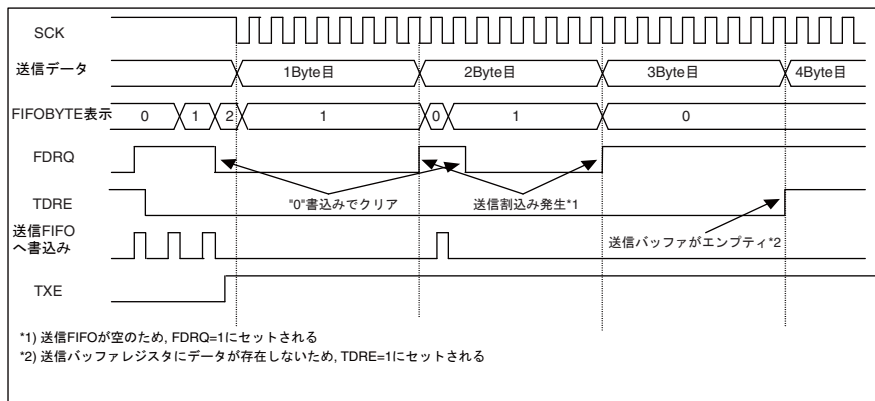 SCK
送信データ
1Byte目 2Byte目 3Byte目 4Byte目
FIFOBYTE表示
0 1 2 1 0 1 0
FDRQ
"0"書込みでクリア
送信割込み発生*1
TDRE
送信バッファがエンプティ*2
送信FIFO
へ書込み
TXE
*1) 送信FIFOが空のため, FDRQ=1にセットされる
*2) 送信バッファレジスタにデータが存在しないため, TDRE=1にセットされる